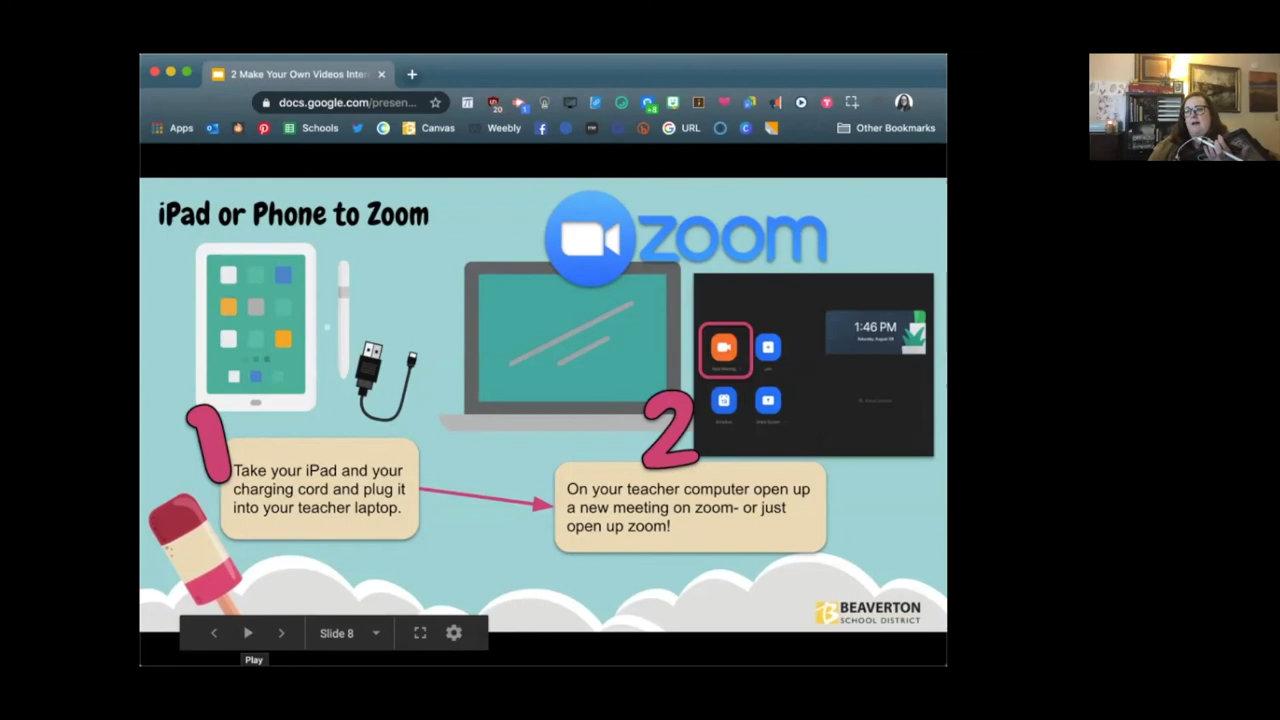 2 Make Your Own Videos Inter
docs.google.com/presen...
20
1
+8
Apps
Schools
Canvas
Weebly
URL
Other Bookmarks
iPad or Phone to Zoom
zoom
1:46 PM
1
2
Take your iPad and your
charging cord and plug it
into your teacher laptop.
On your teacher computer open up
a new meeting on zoom- or just
open up zoom!
BEAVERTON
SCHOOL DISTRICT
Slide 8
Play